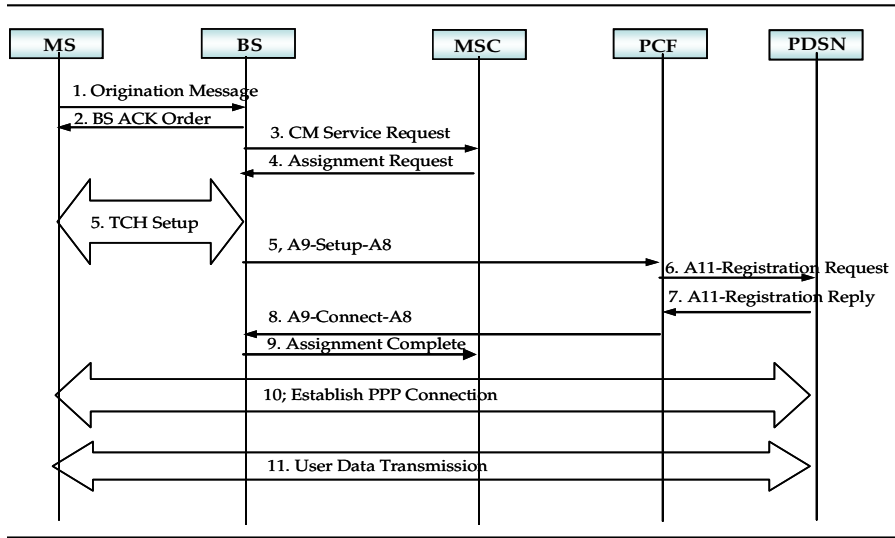 MS
BS
MSC
PCF
PDSN
1. Origination Message
2. BS ACK Order
3. CM Service Request
4. Assignment Request
5. TCH Setup
5, A9-Setup-A8
6. A11-Registration Request
7. A11-Registration Reply
8. A9-Connect-A8
9. Assignment Complete
10; Establish PPP Connection
11. User Data Transmission